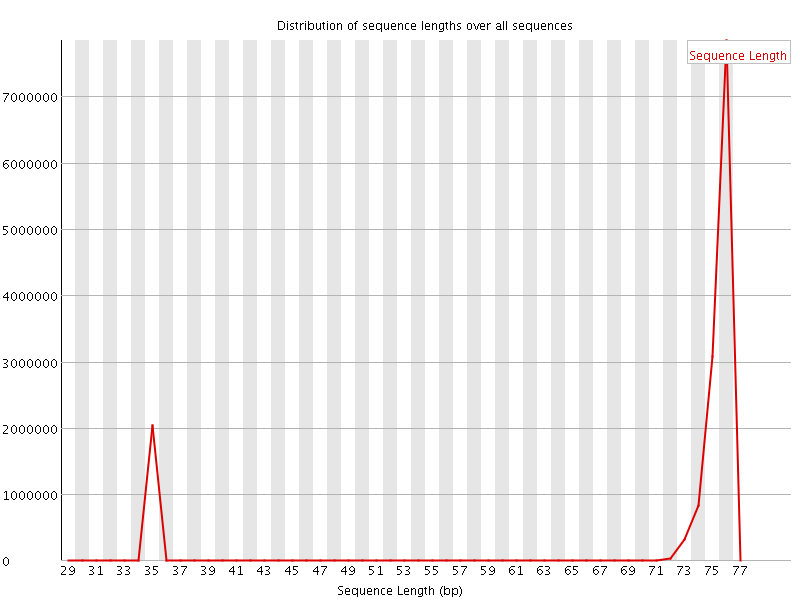 Distribution of sequence lengths over all sequences
Sequence Length
7000000
6000000
5000000
4000000
3000000
2000000
1000000
0
29 31 33 35 37 39 41 43 45 47 49 51 53 55 57 59 61 63 65 67 69 71 73 75 77
Sequence Length (bp)